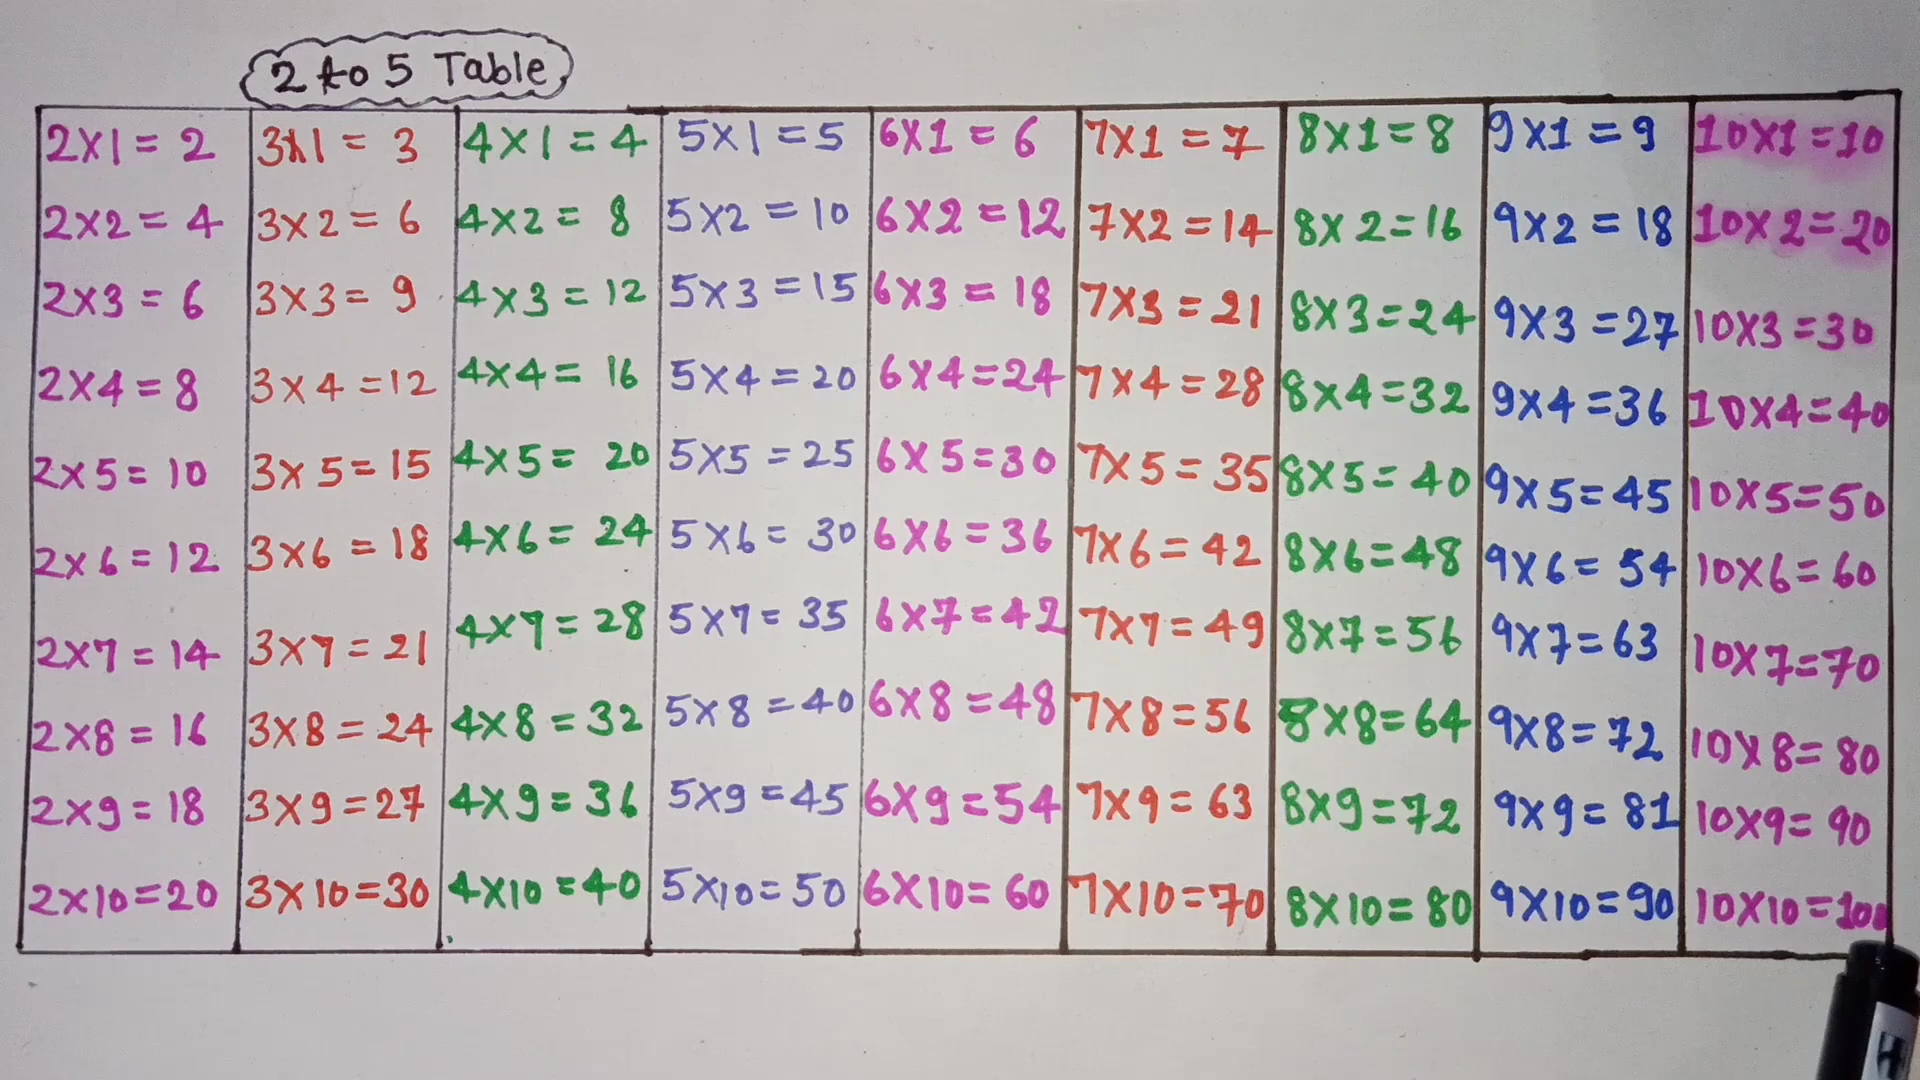 2 to 5 Table
2x1 = 2 3x1 = 3 4x1 = 4 5x1 = 5 6x1 = 6 7x1 = 7 8x1 = 8 9x1 = 9 10x1 = 10
2x2 = 4 3x2 = 6 4x2 = 8 5x2 = 10 6x2 = 12 7x2 = 14 8x2 = 16 9x2 = 18 10x2 = 20
2x3 = 6 3x3 = 9 4x3 = 12 5x3 = 15 6x3 = 18 7x3 = 21 8x3 = 24 9x3 = 27 10x3 = 30
2x4 = 8 3x4 = 12 4x4 = 16 5x4 = 20 6x4 = 24 7x4 = 28 8x4 = 32 9x4 = 36 10x4 = 40
2x5 = 10 3x5 = 15 4x5 = 20 5x5 = 25 6x5 = 30 7x5 = 35 8x5 = 40 9x5 = 45 10x5 = 50
2x6 = 12 3x6 = 18 4x6 = 24 5x6 = 30 6x6 = 36 7x6 = 42 8x6 = 48 9x6 = 54 10x6 = 60
2x7 = 14 3x7 = 21 4x7 = 28 5x7 = 35 6x7 = 42 7x7 = 49 8x7 = 56 9x7 = 63 10x7 = 70
2x8 = 16 3x8 = 24 4x8 = 32 5x8 = 40 6x8 = 48 7x8 = 56 8x8 = 64 9x8 = 72 10x8 = 80
2x9 = 18 3x9 = 27 4x9 = 36 5x9 = 45 6x9 = 54 7x9 = 63 8x9 = 72 9x9 = 81 10x9 = 90
2x10 = 20 3x10 = 30 4x10 = 40 5x10 = 50 6x10 = 60 7x10 = 70 8x10 = 80 9x10 = 90 10x10 = 100